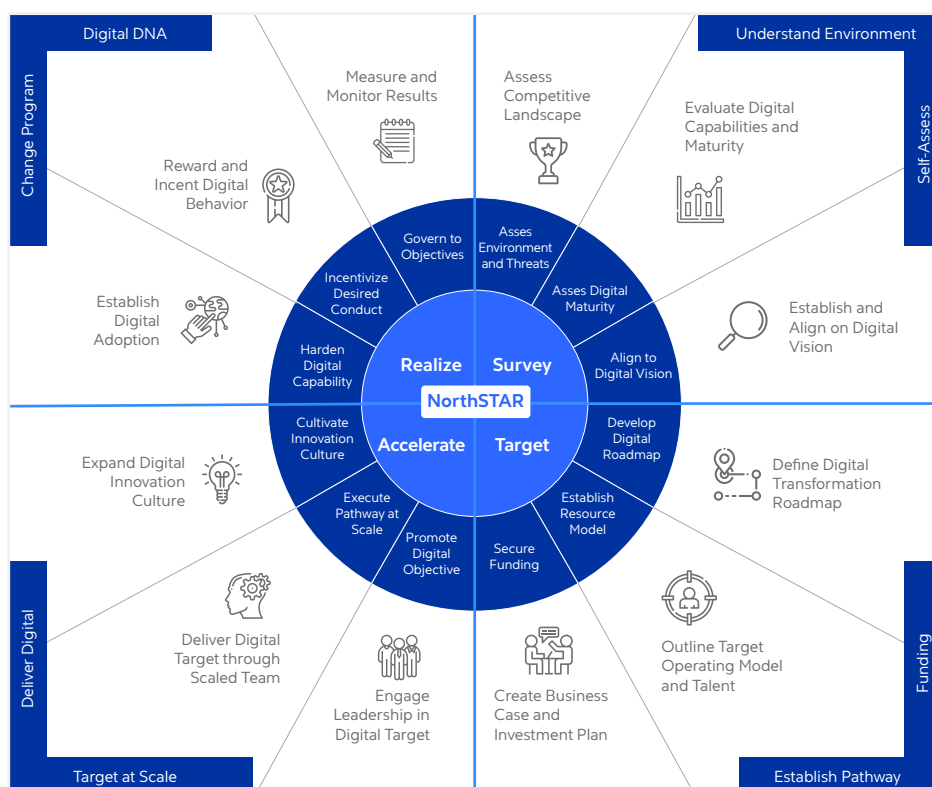 Digital DNA
Understand Environment
Change Program
Self-Assess
Measure and
Monitor Results
Assess
Competitive
Landscape
Evaluate Digital
Capabilities and
Maturity
Reward and
Incent Digital
Behavior
Establish
Digital
Adoption
Establish and
Align on Digital
Vision
Govern to
Objectives
Asses
Environment
and Threats
Incentivize
Desired
Conduct
Asses Digital
Maturity
Harden
Digital
Capability
Align to
Digital Vision
Realize
Survey
NorthSTAR
Accelerate
Target
Cultivate
Innovation
Culture
Develop
Digital
Roadmap
Execute
Pathway at
Scale
Establish
Resource
Model
Promote
Digital
Objective
Secure
Funding
Expand Digital
Innovation
Culture
Define Digital
Transformation
Roadmap
Deliver Digital
Target through
Scaled Team
Outline Target
Operating Model
and Talent
Engage
Leadership in
Digital Target
Create Business
Case and
Investment Plan
Deliver Digital
Funding
Target at Scale
Establish Pathway